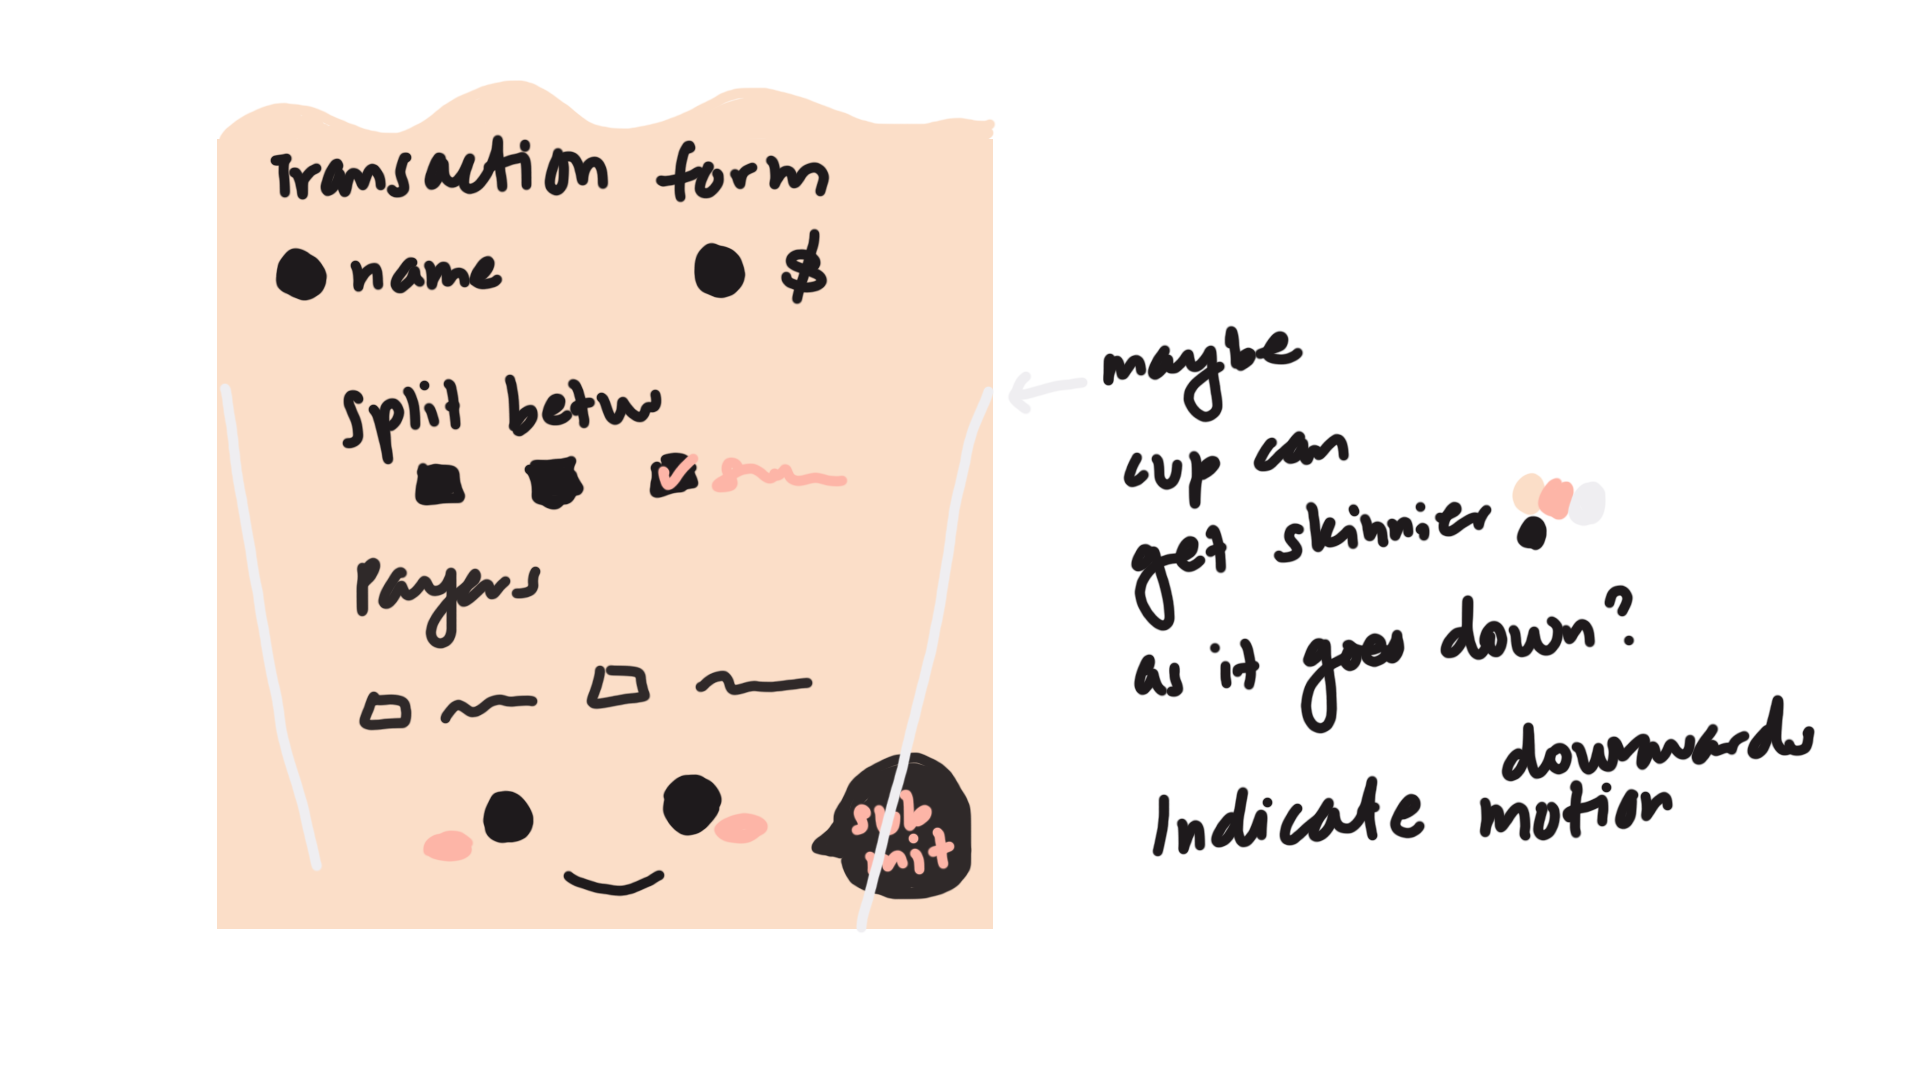 Transaction form
name $
split betw
Payers
sub
mit
maybe
cup can
get skinnier
as it goes down?
Indicate downwards
motion